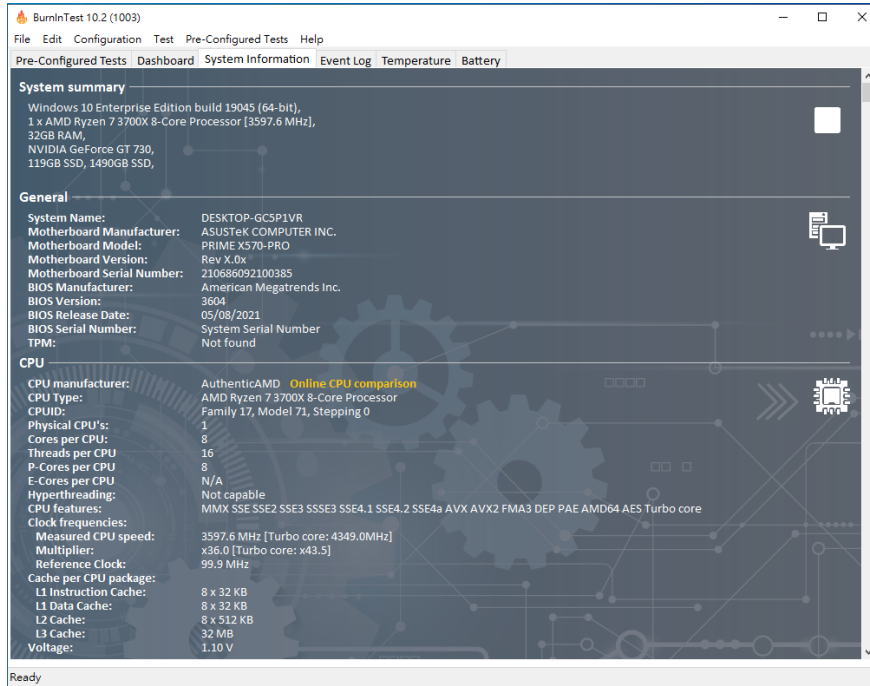 BurnInTest 10.2 (1003)
File Edit Configuration Test Pre-Configured Tests Help
Pre-Configured Tests Dashboard System Information Event Log Temperature Battery
System summary
Windows 10 Enterprise Edition build 19045 (64-bit),
1 x AMD Ryzen 7 3700X 8-Core Processor [3597.6 MHz],
32GB RAM,
NVIDIA GeForce GT 730,
119GB SSD, 1490GB SSD,
General
System Name: DESKTOP-GC5P1VR
Motherboard Manufacturer: ASUSTeK COMPUTER INC.
Motherboard Model: PRIME X570-PRO
Motherboard Version: Rev X.0x
Motherboard Serial Number: 210686092100385
BIOS Manufacturer: American Megatrends Inc.
BIOS Version: 3604
BIOS Release Date: 05/08/2021
BIOS Serial Number: System Serial Number
TPM: Not found
CPU
CPU manufacturer: AuthenticAMD Online CPU comparison
CPU Type: AMD Ryzen 7 3700X 8-Core Processor
CPUID: Family 17, Model 71, Stepping 0
Physical CPU's: 1
Cores per CPU: 8
Threads per CPU 16
P-Cores per CPU 8
E-Cores per CPU N/A
Hyperthreading: Not capable
CPU features: MMX SSE SSE2 SSE3 SSSE3 SSE4.1 SSE4.2 SSE4a AVX AVX2 FMA3 DEP PAE AMD64 AES Turbo core
Clock frequencies:
Measured CPU speed: 3597.6 MHz [Turbo core: 4349.0MHz]
Multiplier: x36.0 [Turbo core: x43.5]
Reference Clock: 99.9 MHz
Cache per CPU package:
L1 Instruction Cache: 8 x 32 KB
L1 Data Cache: 8 x 32 KB
L2 Cache: 8 x 512 KB
L3 Cache: 32 MB
Voltage: 1.10 V
Ready